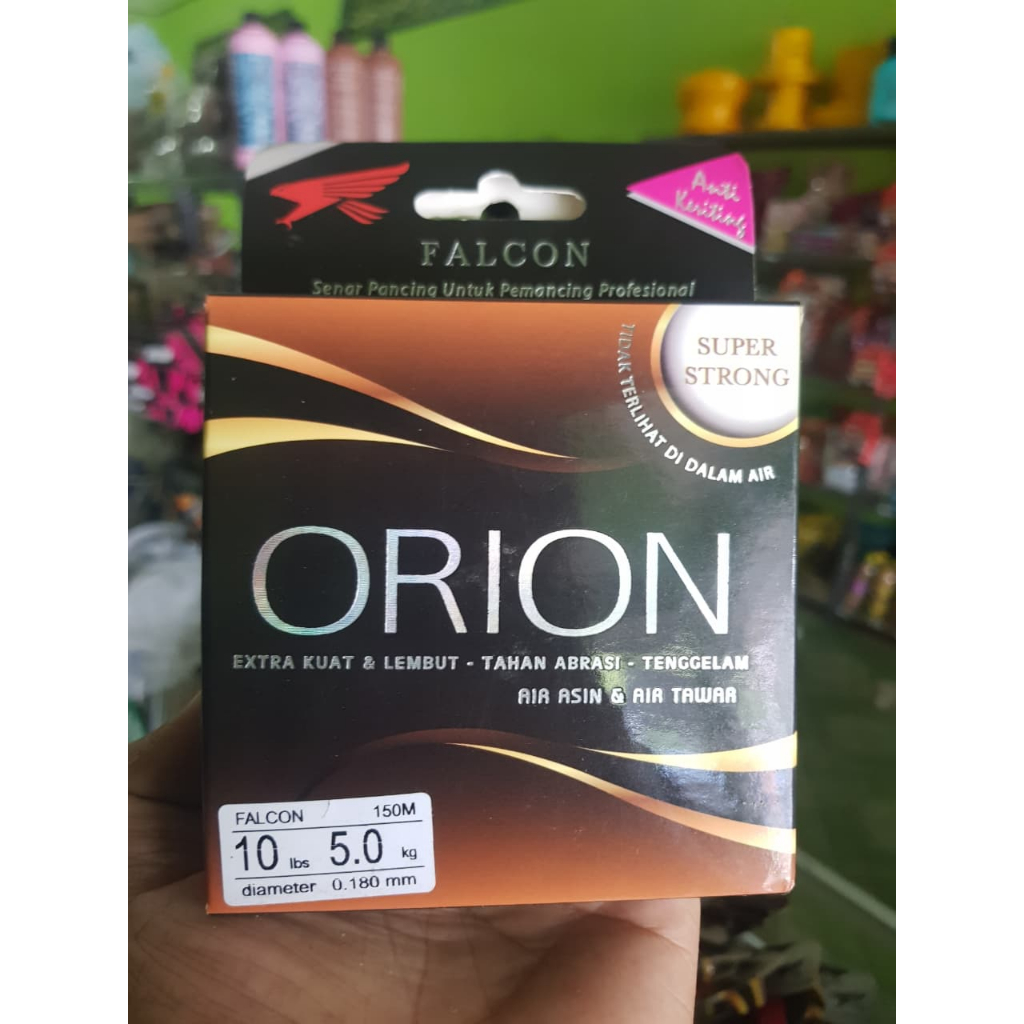 Anti
Keriting
FALCON
Senar Pancing Untuk Pemancing Profesional
SUPER
STRONG
TIDAK TERLIHAT DI DALAM AIR
ORION
EXTRA KUAT & LEMBUT - TAHAN ABRASI - TENGGELAM
AIR ASIN & AIR TAWAR
FALCON 150M
10 lbs 5.0 kg
diameter 0.180 mm